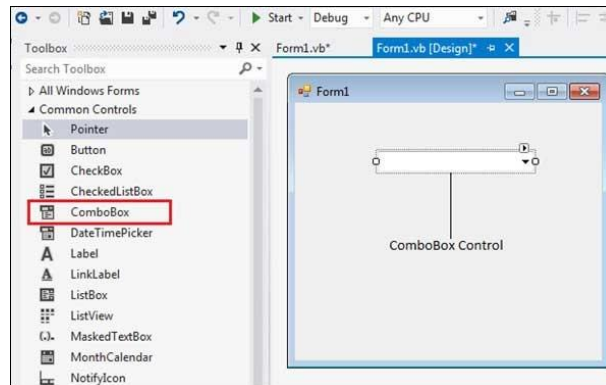 Start Debug Any CPU
Toolbox
Form1.vb*
Form1.vb [Design]*
Search Toolbox
All Windows Forms
Common Controls
Pointer
Button
CheckBox
CheckedListBox
ComboBox
DateTimePicker
Label
LinkLabel
ListBox
ListView
MaskedTextBox
MonthCalendar
NotifyIcon
Form1
ComboBox Control